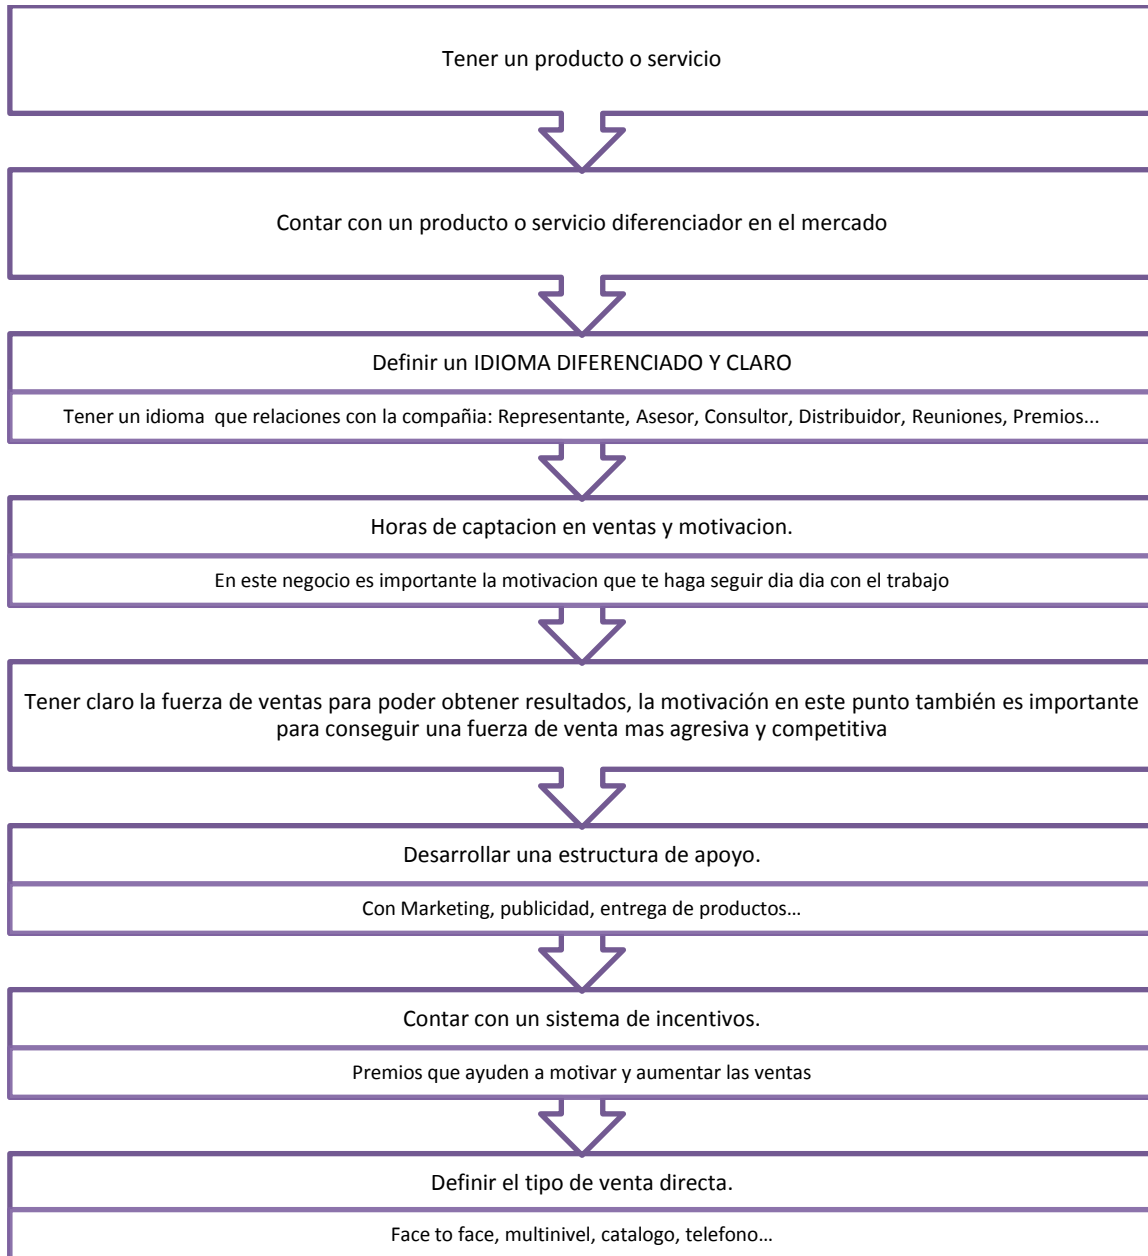 Tener un producto o servicio
Contar con un producto o servicio diferenciador en el mercado
Definir un IDIOMA DIFERENCIADO Y CLARO
Tener un idioma que relaciones con la compañia: Representante, Asesor, Consultor, Distribuidor, Reuniones, Premios...
Horas de captacion en ventas y motivacion.
En este negocio es importante la motivacion que te haga seguir dia dia con el trabajo
Tener claro la fuerza de ventas para poder obtener resultados, la motivación en este punto también es importante
para conseguir una fuerza de venta mas agresiva y competitiva
Desarrollar una estructura de apoyo.
Con Marketing, publicidad, entrega de productos…
Contar con un sistema de incentivos.
Premios que ayuden a motivar y aumentar las ventas
Definir el tipo de venta directa.
Face to face, multinivel, catalogo, telefono…